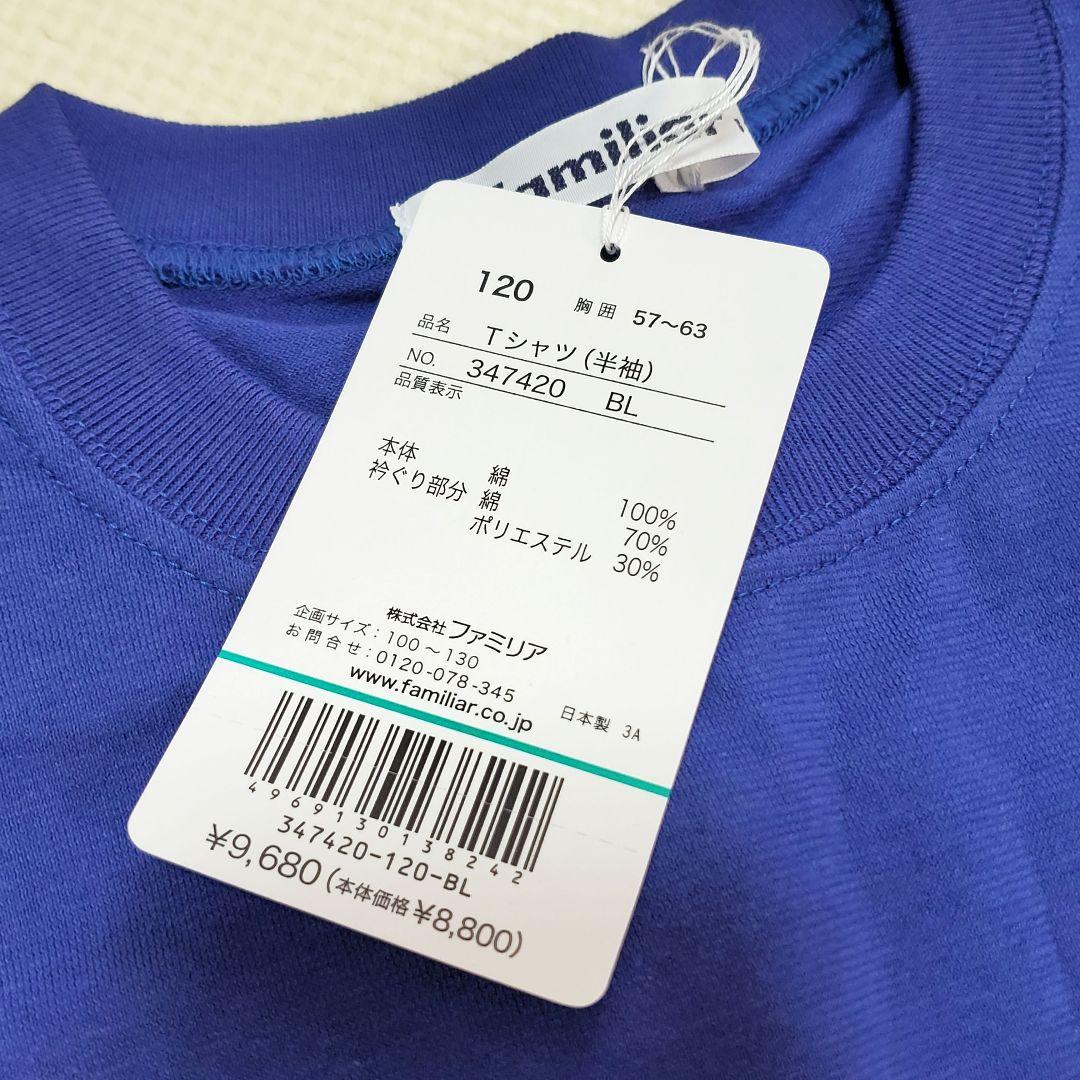 familiar
120 胸囲 57～63
品名 Tシャツ(半袖)
NO. 347420 BL
品質表示
本体 綿 100%
衿ぐり部分 綿 70%
ポリエステル 30%
株式会社ファミリア
企画サイズ：100～130
お問合せ：0120-078-345
www.familiar.co.jp
日本製 3A
4969130138242
347420-120-BL
¥9,680(本体価格¥8,800)